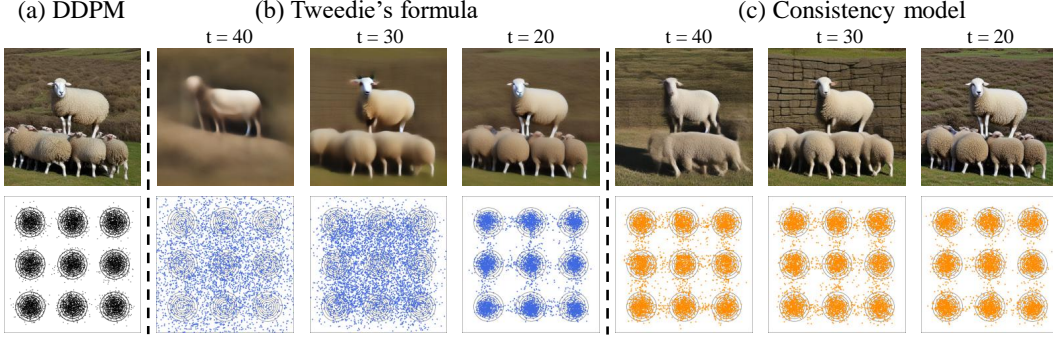 (a) DDPM (b) Tweedie's formula (c) Consistency model
t = 40 t = 30 t = 20 t = 40 t = 30 t = 20